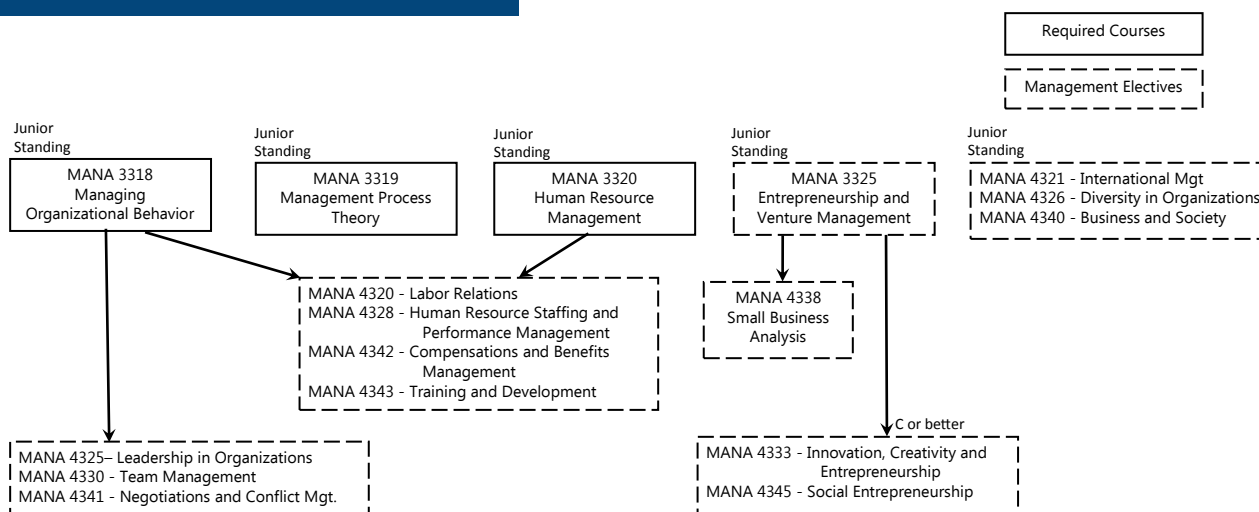 Required Courses
Management Electives
Junior
Standing
MANA 3318
Managing
Organizational Behavior
Junior
Standing
MANA 3319
Management Process
Theory
Junior
Standing
MANA 3320
Human Resource
Management
Junior
Standing
MANA 3325
Entrepreneurship and
Venture Management
Junior
Standing
MANA 4321 - International Mgt
MANA 4326 - Diversity in Organizations
MANA 4340 - Business and Society
MANA 4320 - Labor Relations
MANA 4328 - Human Resource Staffing and
Performance Management
MANA 4342 - Compensations and Benefits
Management
MANA 4343 - Training and Development
MANA 4338
Small Business
Analysis
C or better
MANA 4325– Leadership in Organizations
MANA 4330 - Team Management
MANA 4341 - Negotiations and Conflict Mgt.
MANA 4333 - Innovation, Creativity and
Entrepreneurship
MANA 4345 - Social Entrepreneurship